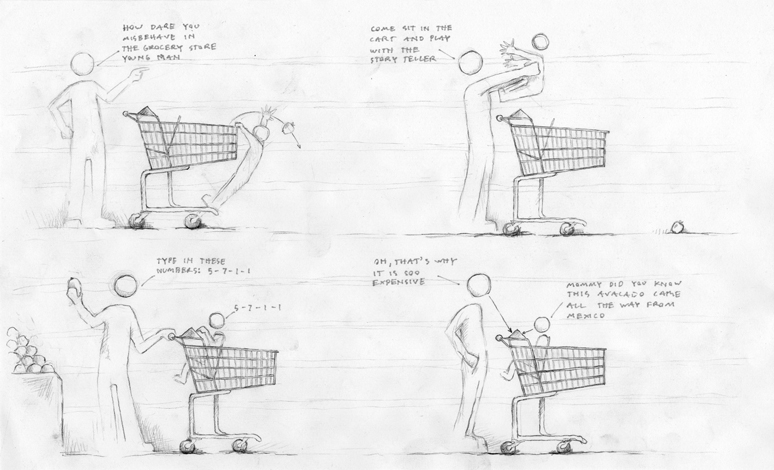 HOW DARE YOU
MISBEHAVE IN
THE GROCERY STORE
YOUNG MAN
COME SIT IN THE
CART AND PLAY
WITH THE
STORY TELLER
TYPE IN THESE
NUMBERS: 5-7-1-1
5-7-1-1
OH, THAT'S WHY
IT IS SOO
EXPENSIVE
MOMMY DID YOU KNOW
THIS AVACADO CAME
ALL THE WAY FROM
MEXICO